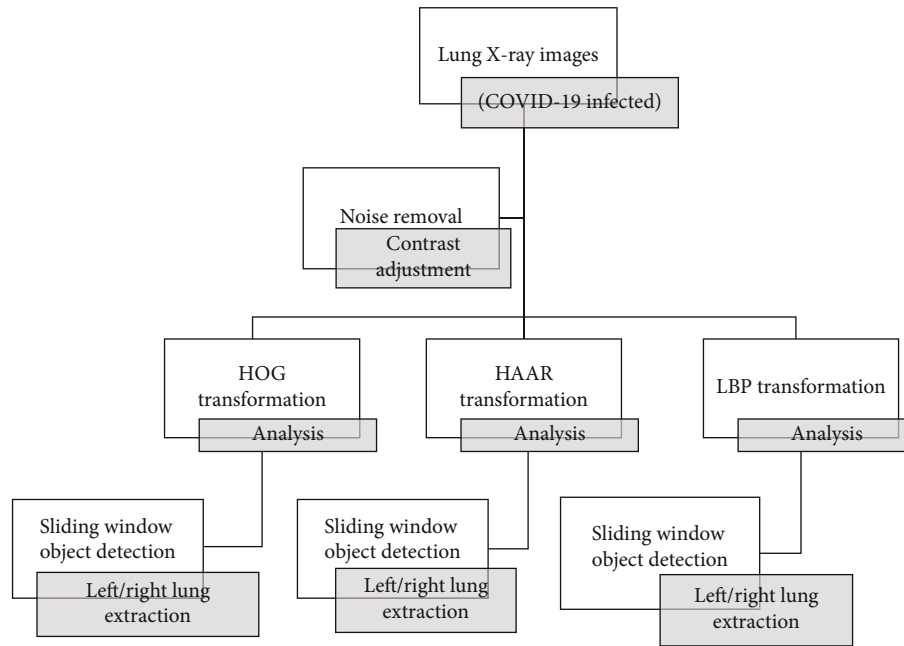 Lung X-ray images
(COVID-19 infected)
Noise removal
Contrast
adjustment
HOG
transformation
Analysis
HAAR
transformation
Analysis
LBP transformation
Analysis
Sliding window
object detection
Left/right lung
extraction
Sliding window
object detection
Left/right lung
extraction
Sliding window
object detection
Left/right lung
extraction